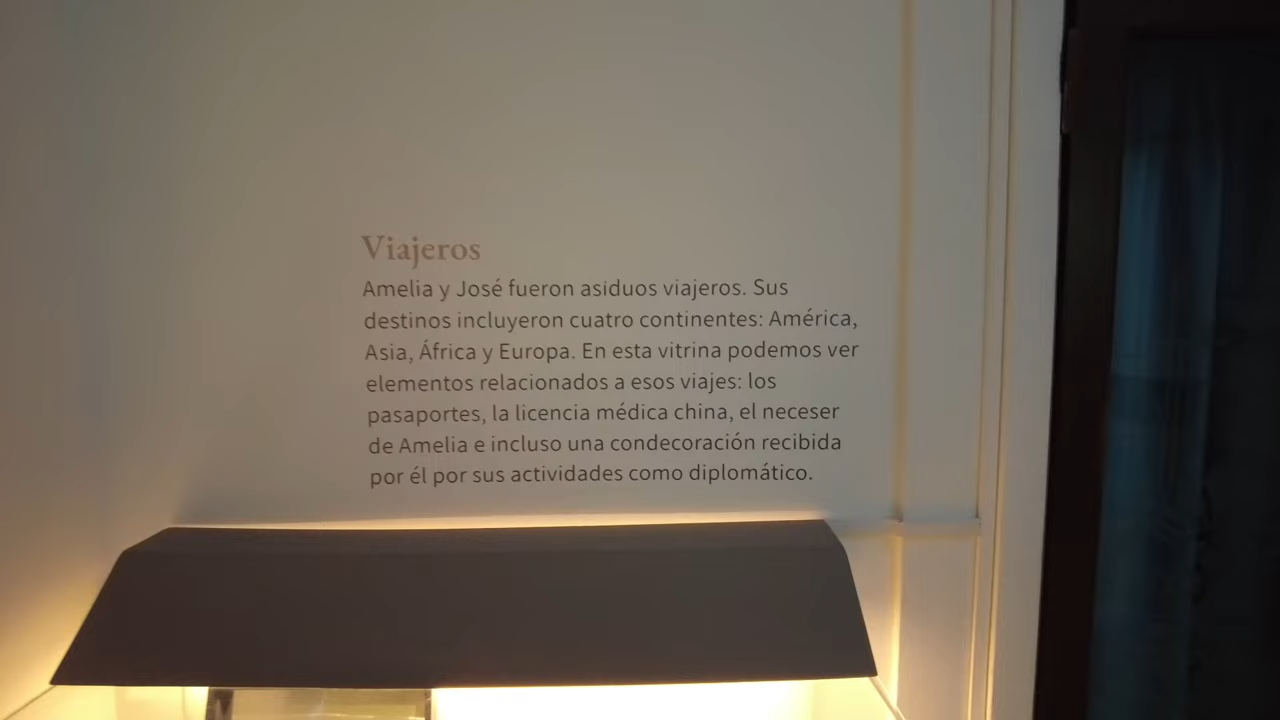 Viajeros
Amelia y José fueron asiduos viajeros. Sus
destinos incluyeron cuatro continentes: América,
Asia, África y Europa. En esta vitrina podemos ver
elementos relacionados a esos viajes: los
pasaportes, la licencia médica china, el neceser
de Amelia e incluso una condecoración recibida
por él por sus actividades como diplomático.